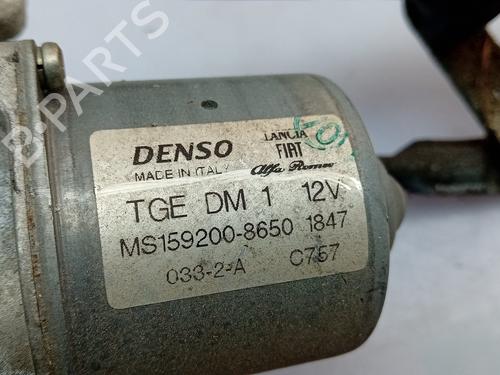 DENSO
MADE IN ITALY
LANCIA
FIAT
Alfa Romeo
TGE DM 1 12V
MS159200-8650 1847
033-2-A C757
B-PARTS